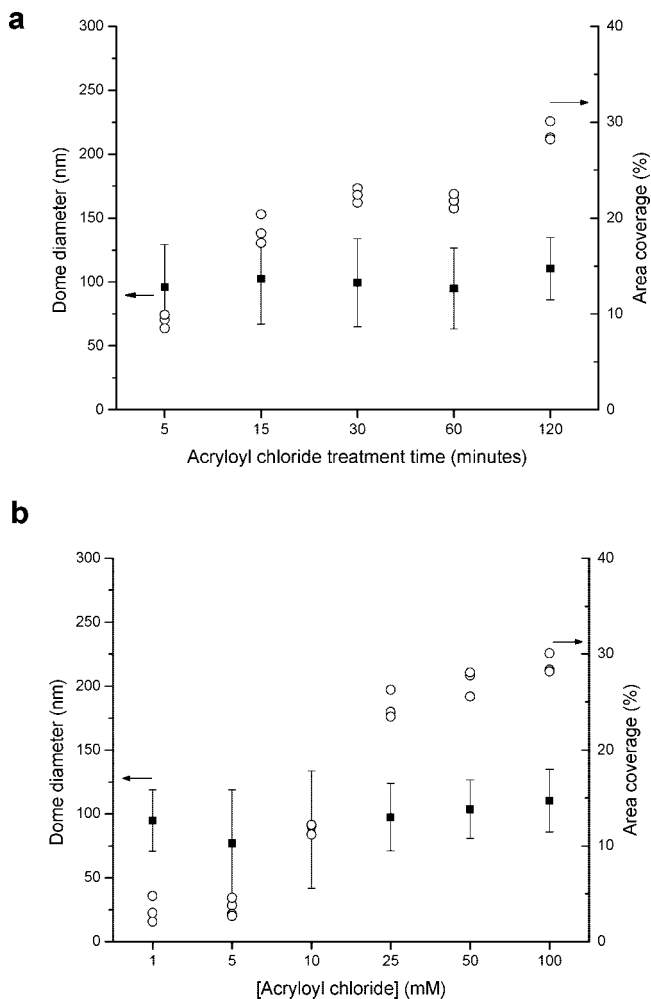 a
300
250
200
150
100
50
0
Dome diameter (nm)
40
30
20
10
0
Area coverage (%)
5 15 30 60 120
Acryloyl chloride treatment time (minutes)
b
300
250
200
150
100
50
0
Dome diameter (nm)
40
30
20
10
0
Area coverage (%)
1 5 10 25 50 100
[Acryloyl chloride] (mM)